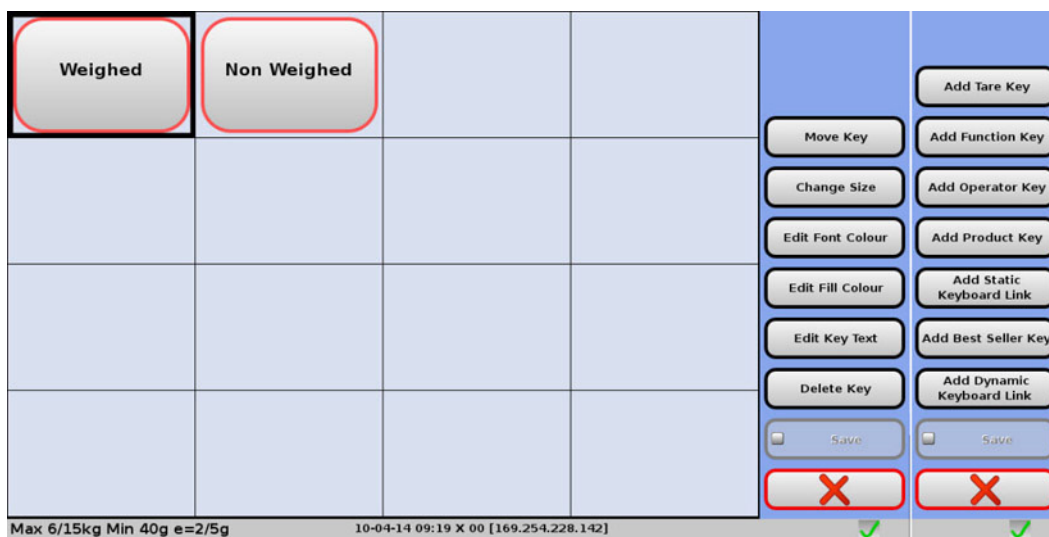 Weighed
Non Weighed
Move Key
Change Size
Edit Font Colour
Edit Fill Colour
Edit Key Text
Delete Key
Save
Add Tare Key
Add Function Key
Add Operator Key
Add Product Key
Add Static
Keyboard Link
Add Best Seller Key
Add Dynamic
Keyboard Link
Save
Max 6/15kg Min 40g e=2/5g
10-04-14 09:19 X 00 [169.254.228.142]